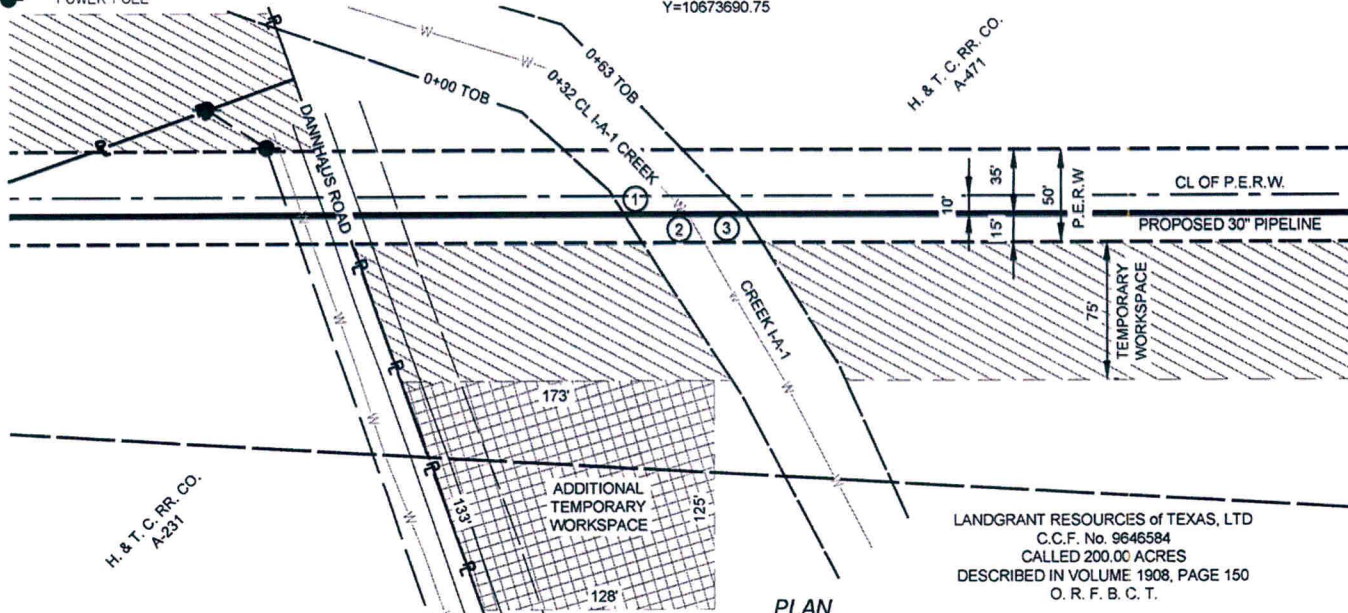 POWER POLE
Y=10673690.75
W
W
H. & T. C. RR. CO.
A-471
0+00 TOB
0+32 CL I-A-1 CREEK
0+63 TOB
DANNHAUS ROAD
W
1
2
3
10'
35'
15'
50'
P.E.R.W
CL OF P.E.R.W.
PROPOSED 30" PIPELINE
CREEK I-A-1
W
W
W
W
W
W
W
75'
TEMPORARY
WORKSPACE
173'
ADDITIONAL
TEMPORARY
WORKSPACE
133'
125'
128'
H. & T. C. RR. CO.
A-231
LANDGRANT RESOURCES of TEXAS, LTD
C.C.F. No. 9646584
CALLED 200.00 ACRES
DESCRIBED IN VOLUME 1908, PAGE 150
O. R. F. B. C. T.
PLAN